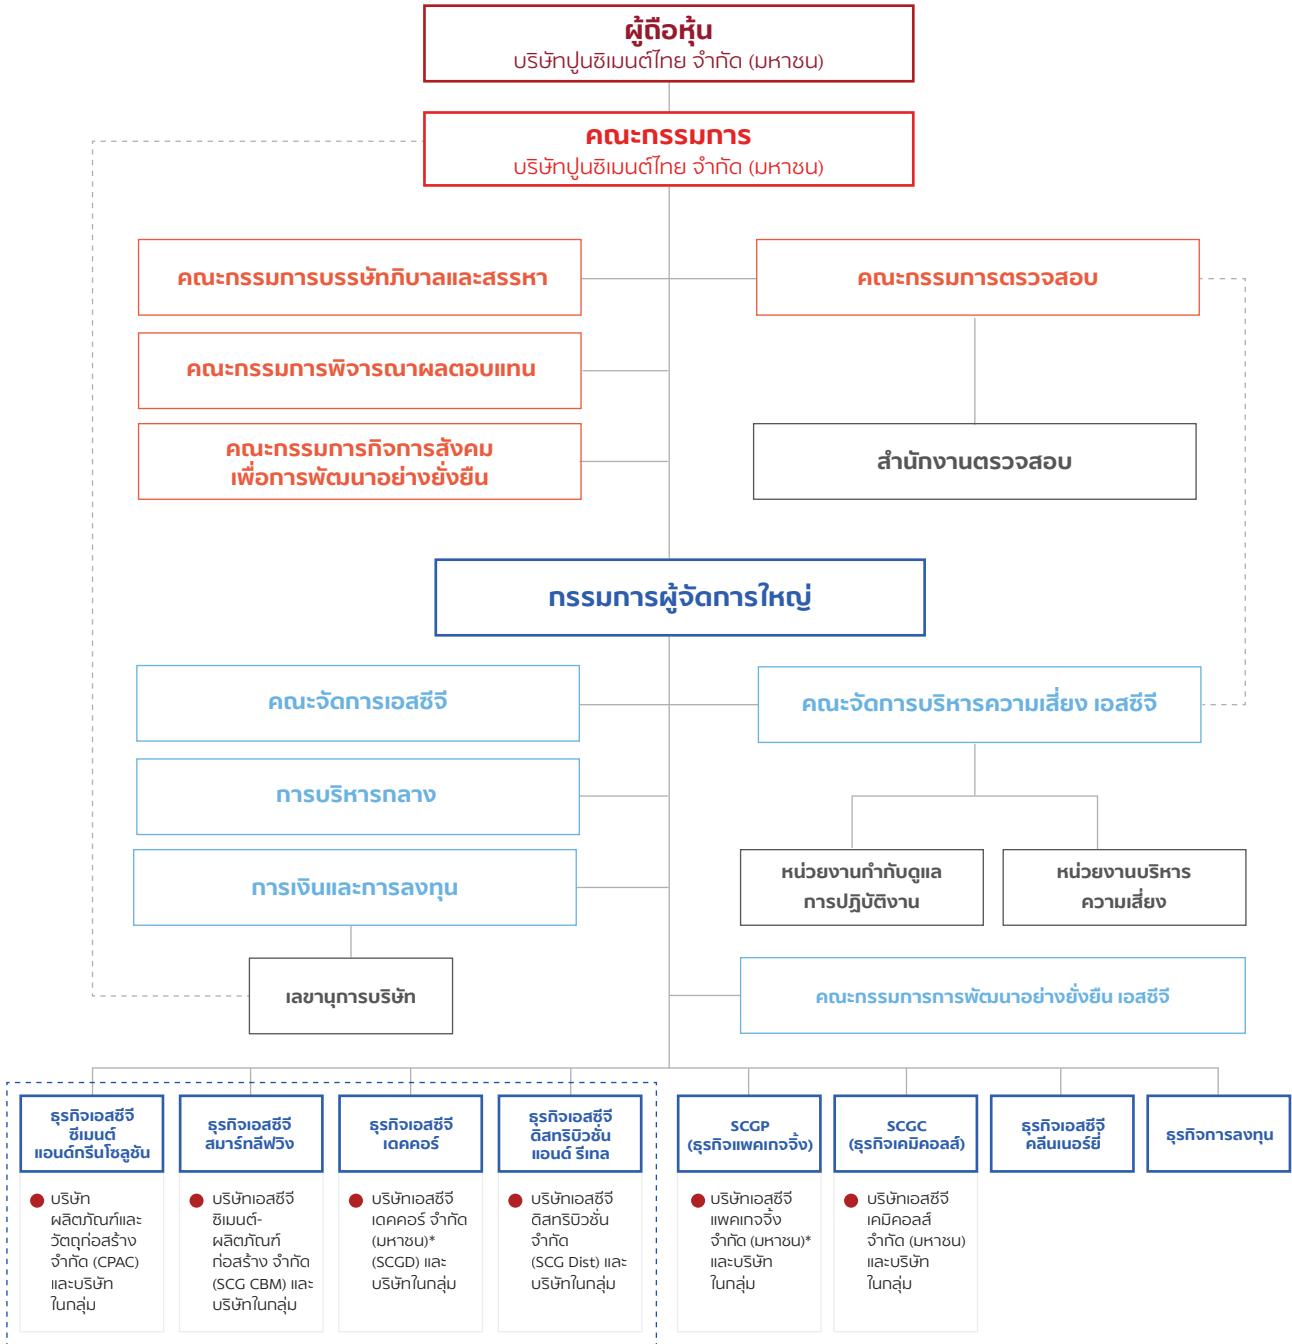 ผู้ถือหุ้น
บริษัทปูนซิเมนต์ไทย จำกัด (มหาชน)
คณะกรรมการ
บริษัทปูนซิเมนต์ไทย จำกัด (มหาชน)
คณะกรรมการบรรษัทภิบาลและสรรหา
คณะกรรมการตรวจสอบ
คณะกรรมการพิจารณาผลตอบแทน
คณะกรรมการกิจการสังคม
เพื่อการพัฒนาอย่างยั่งยืน
สำนักงานตรวจสอบ
กรรมการผู้จัดการใหญ่
คณะจัดการเอสซีจี
คณะจัดการบริหารความเสี่ยง เอสซีจี
การบริหารกลาง
การเงินและการลงทุน
หน่วยงานกำกับดูแล
การปฏิบัติงาน
หน่วยงานบริหาร
ความเสี่ยง
เลขานุการบริษัท
คณะกรรมการการพัฒนาอย่างยั่งยืน เอสซีจี
ธุรกิจเอสซีจี
ซีเมนต์
แอนด์กรีนโซลูชัน
ธุรกิจเอสซีจี
สมาร์ทลีฟวิง
ธุรกิจเอสซีจี
เดคคอร์
ธุรกิจเอสซีจี
ดิสทริบิวชั่น
แอนด์ รีเทล
SCGP
(ธุรกิจแพคเกจจิ้ง)
SCGC
(ธุรกิจเคมิคอลส์)
ธุรกิจเอสซีจี
คลีนเนอร์ยี่
ธุรกิจการลงทุน
บริษัท
ผลิตภัณฑ์และ
วัตถุก่อสร้าง
จำกัด (CPAC)
และบริษัท
ในกลุ่ม
บริษัทเอสซีจี
ซิเมนต์-
ผลิตภัณฑ์
ก่อสร้าง จำกัด
(SCG CBM) และ
บริษัทในกลุ่ม
บริษัทเอสซีจี
เดคคอร์ จำกัด
(มหาชน)*
(SCGD) และ
บริษัทในกลุ่ม
บริษัทเอสซีจี
ดิสทริบิวชั่น
จำกัด
(SCG Dist) และ
บริษัทในกลุ่ม
บริษัทเอสซีจี
แพคเกจจิ้ง
จำกัด (มหาชน)*
และบริษัท
ในกลุ่ม
บริษัทเอสซีจี
เคมิคอลส์
จำกัด (มหาชน)
และบริษัท
ในกลุ่ม